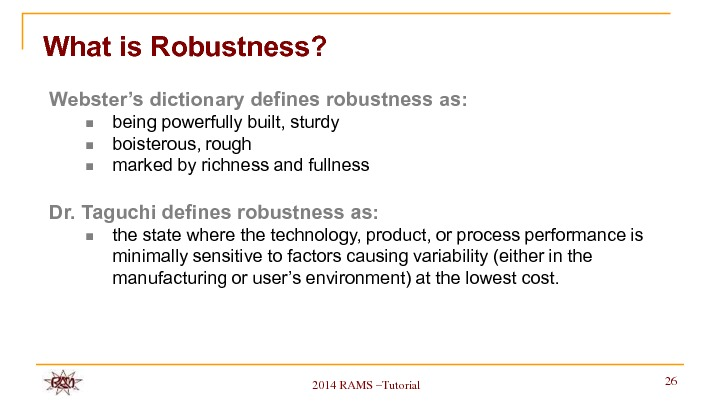 What is Robustness?
Webster’s dictionary defines robustness as:
being powerfully built, sturdy
boisterous, rough
marked by richness and fullness
Dr. Taguchi defines robustness as:
the state where the technology, product, or process performance is
minimally sensitive to factors causing variability (either in the
manufacturing or user’s environment) at the lowest cost.
2014 RAMS –Tutorial
26